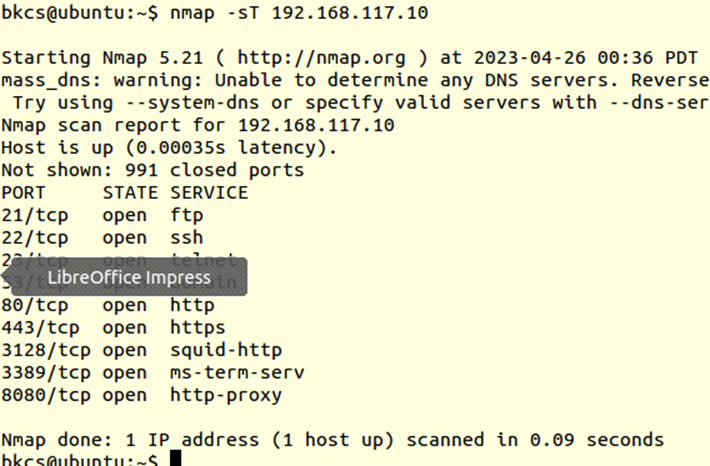 bkcs@ubuntu:~$ nmap -sT 192.168.117.10
Starting Nmap 5.21 ( http://nmap.org ) at 2023-04-26 00:36 PDT
mass_dns: warning: Unable to determine any DNS servers. Reverse
Try using --system-dns or specify valid servers with --dns-ser
Nmap scan report for 192.168.117.10
Host is up (0.00035s latency).
Not shown: 991 closed ports
PORT STATE SERVICE
21/tcp open ftp
22/tcp open ssh
23/tcp open telnet
LibreOffice Impress
80/tcp open http
443/tcp open https
3128/tcp open squid-http
3389/tcp open ms-term-serv
8080/tcp open http-proxy
Nmap done: 1 IP address (1 host up) scanned in 0.09 seconds
bkcs@ubuntu:~$